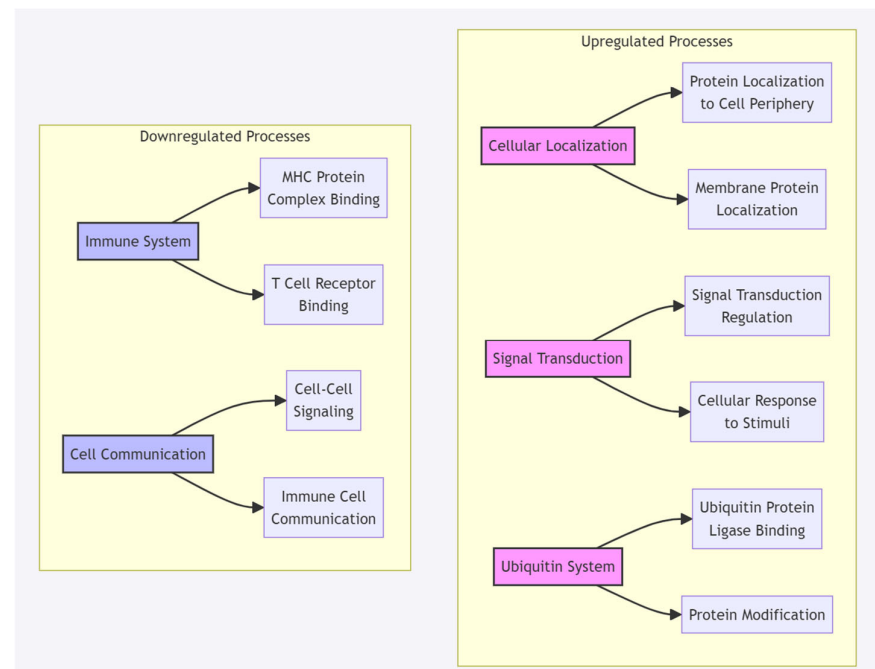 Downregulated Processes
Immune System
MHC Protein
Complex Binding
T Cell Receptor
Binding
Cell Communication
Cell-Cell
Signaling
Immune Cell
Communication
Upregulated Processes
Cellular Localization
Protein Localization
to Cell Periphery
Membrane Protein
Localization
Signal Transduction
Signal Transduction
Regulation
Cellular Response
to Stimuli
Ubiquitin System
Ubiquitin Protein
Ligase Binding
Protein Modification